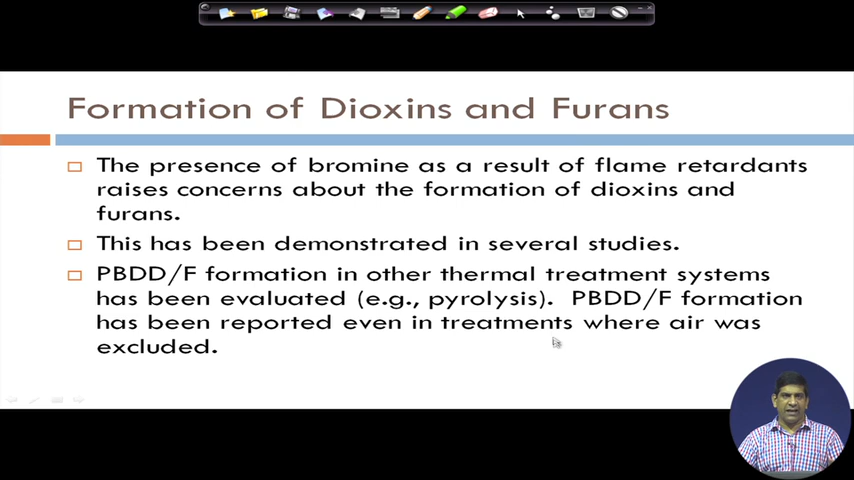 Formation of Dioxins and Furans
The presence of bromine as a result of flame retardants
raises concerns about the formation of dioxins and
furans.
This has been demonstrated in several studies.
PBDD/F formation in other thermal treatment systems
has been evaluated (e.g., pyrolysis). PBDD/F formation
has been reported even in treatments where air was
excluded.